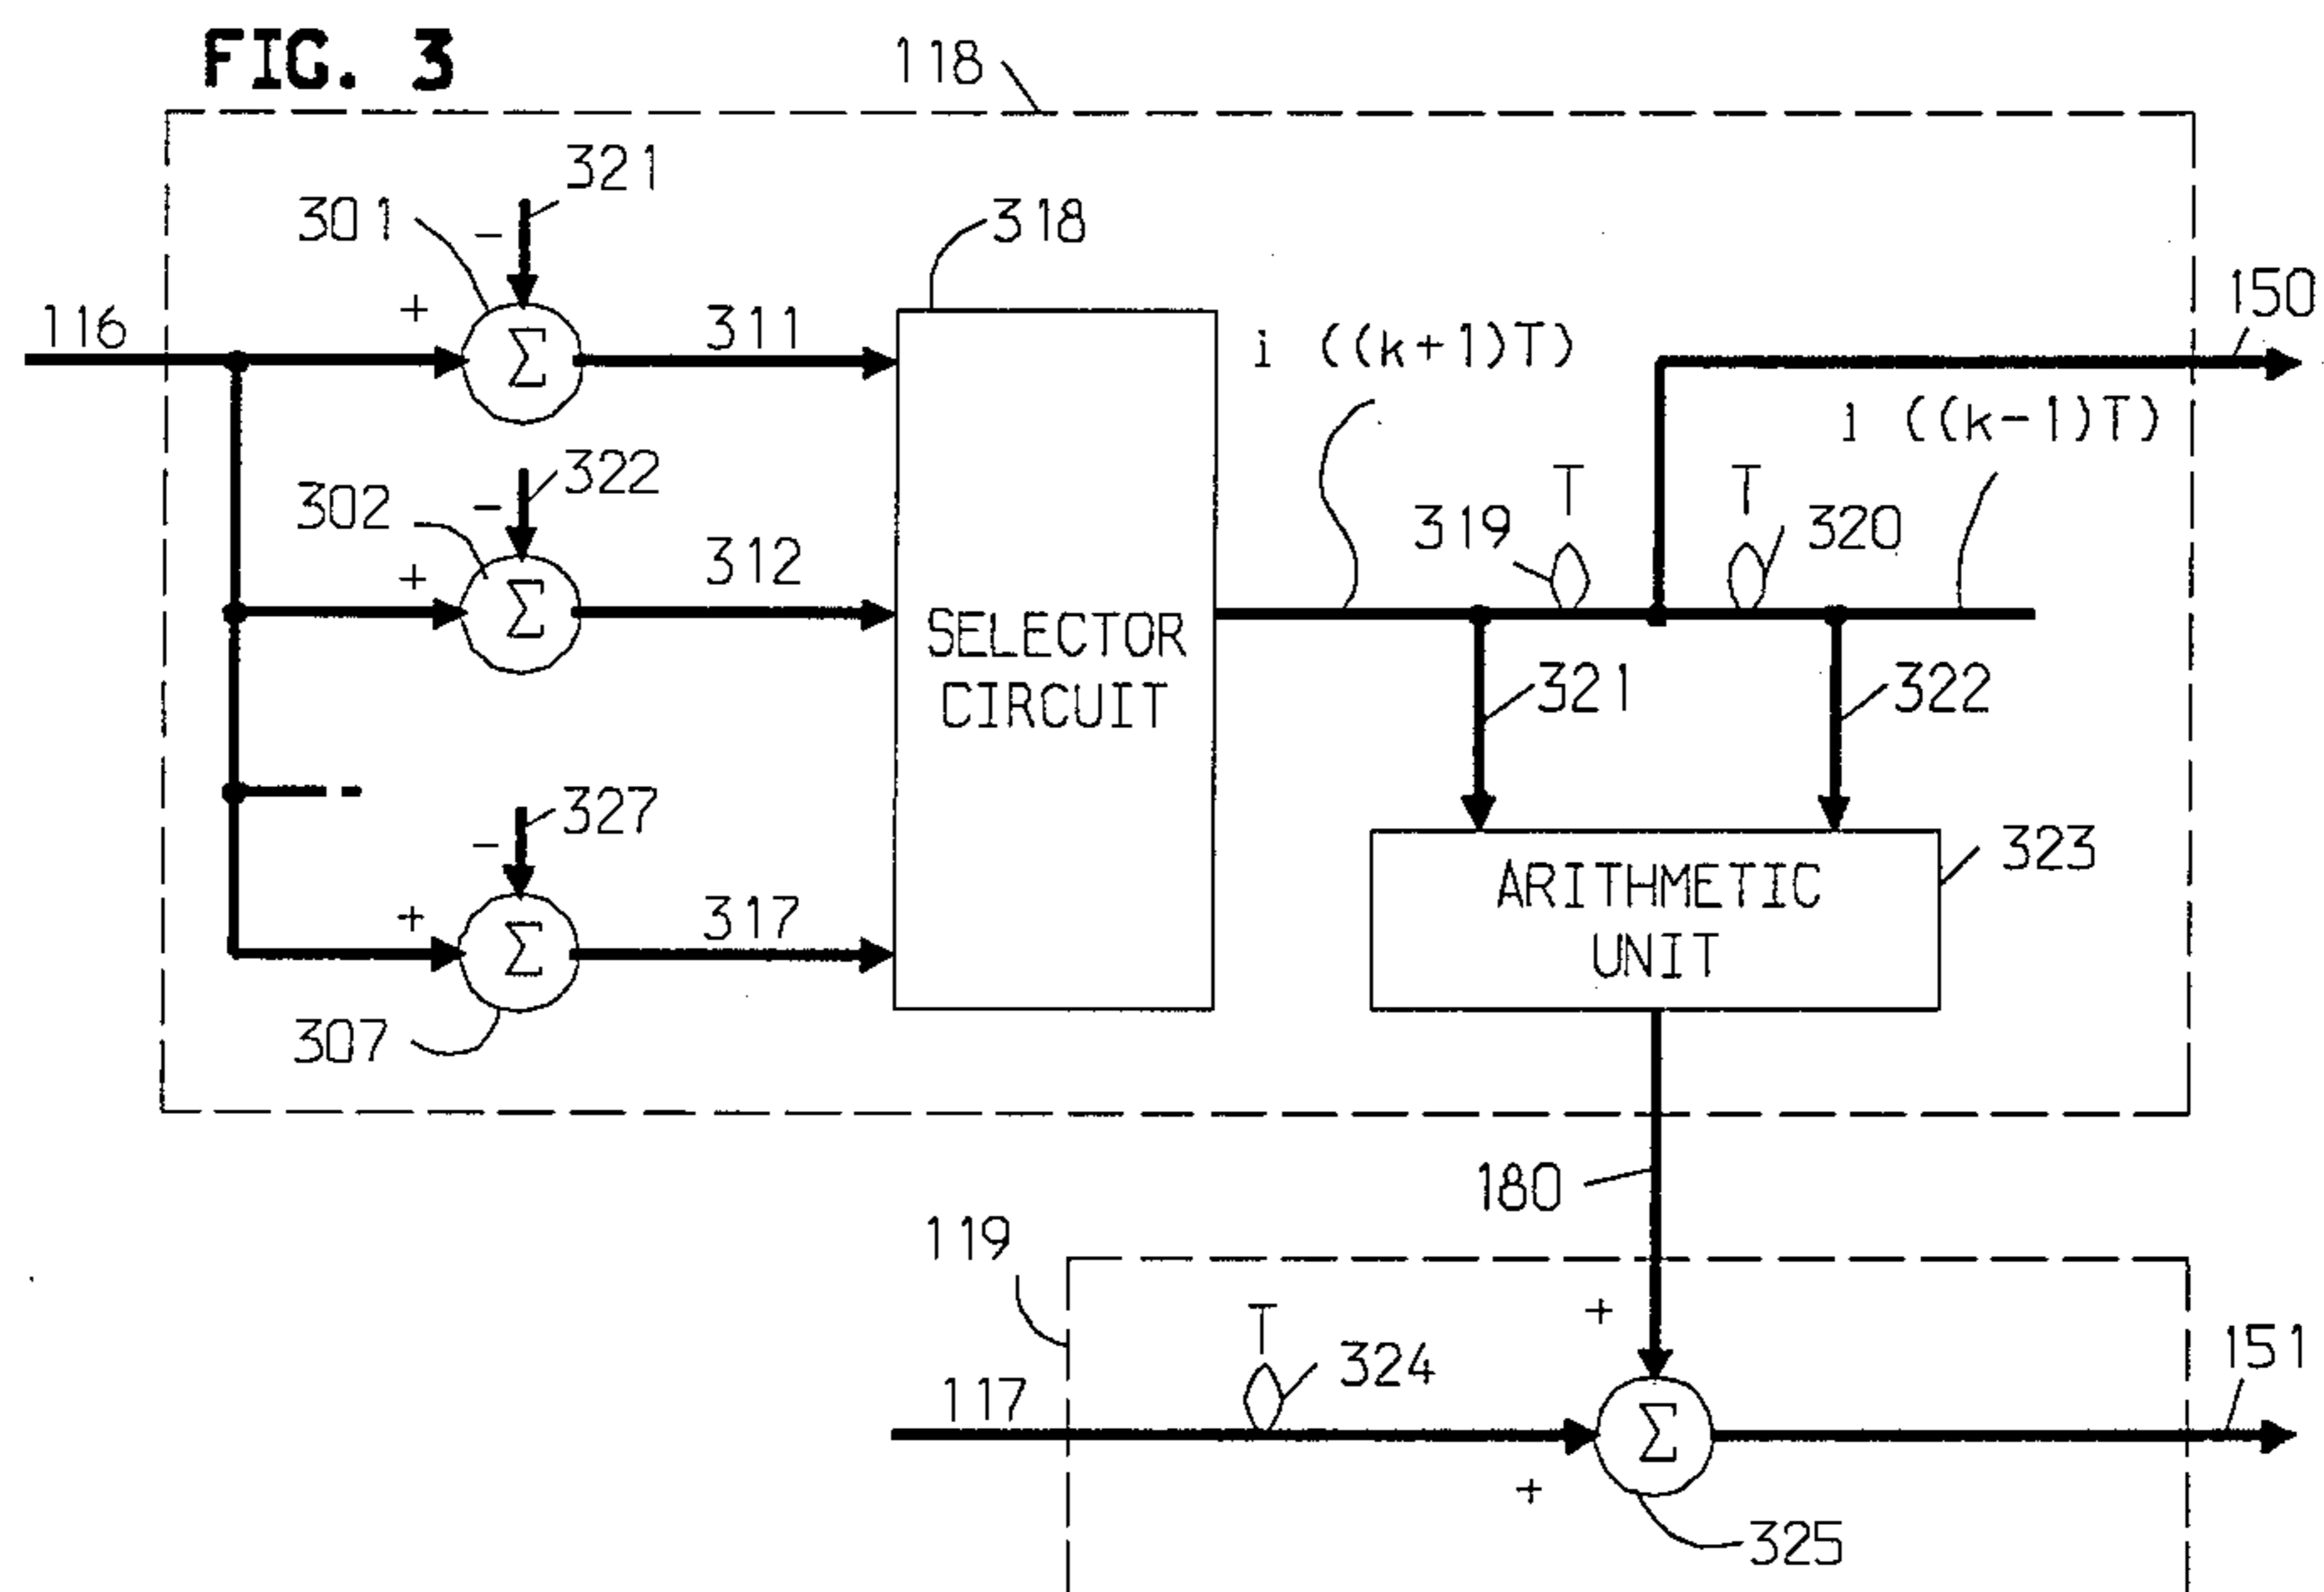 FIG. 3
118
321
301
-
318
+
116
Σ
311
i ((k+1)T)
150
i ((k-1)T)
322
302
-
+
Σ
312
T
319
T
320
SELECTOR
CIRCUIT
321
322
327
-
+
Σ
317
307
ARITHMETIC
UNIT
323
180
119
+
T
324
117
Σ
151
+
325